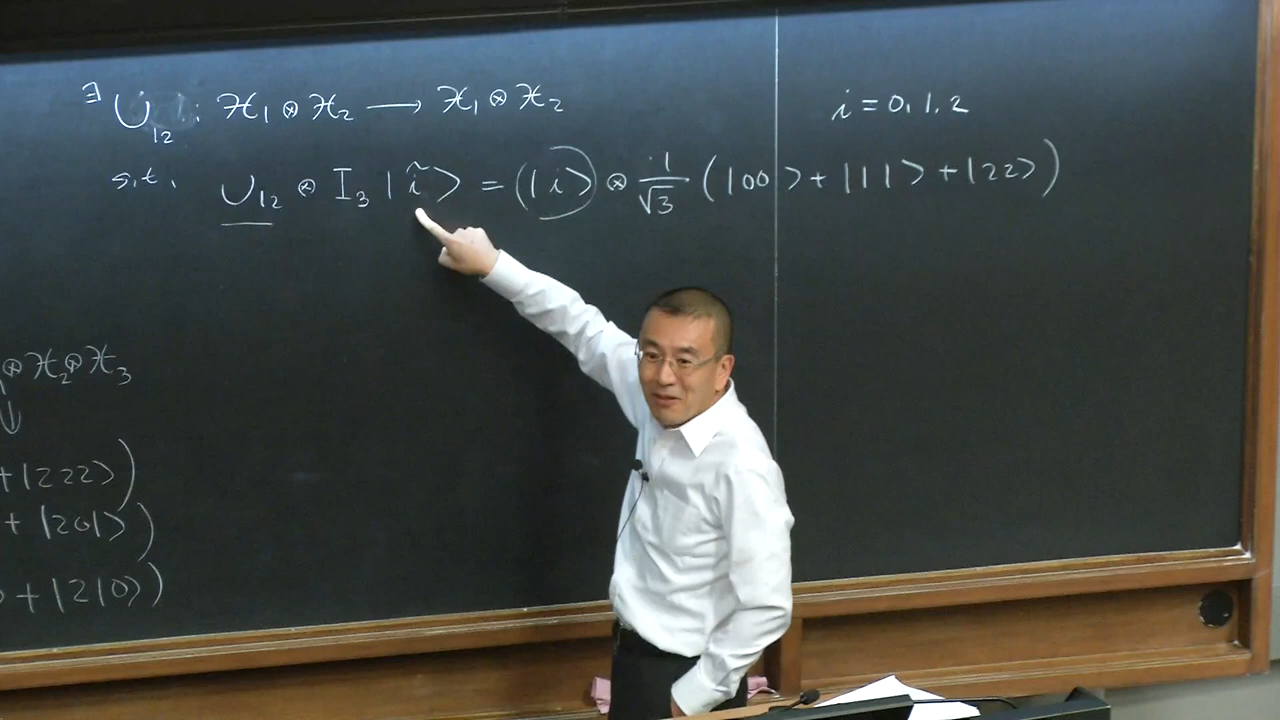 ∃ U₁₂ : ℋ₁ ⊗ ℋ₂ ⟶ ℋ₁ ⊗ ℋ₂
i = 0, 1, 2
s.t. U₁₂ ⊗ I₃ |ĩ⟩ = (|i⟩) ⊗ 1/√3 (|00⟩ + |11⟩ + |22⟩)
⊗ ℋ₂ ⊗ ℋ₃
↓
+ |222⟩)
+ |201⟩)
⟩ + |210⟩)